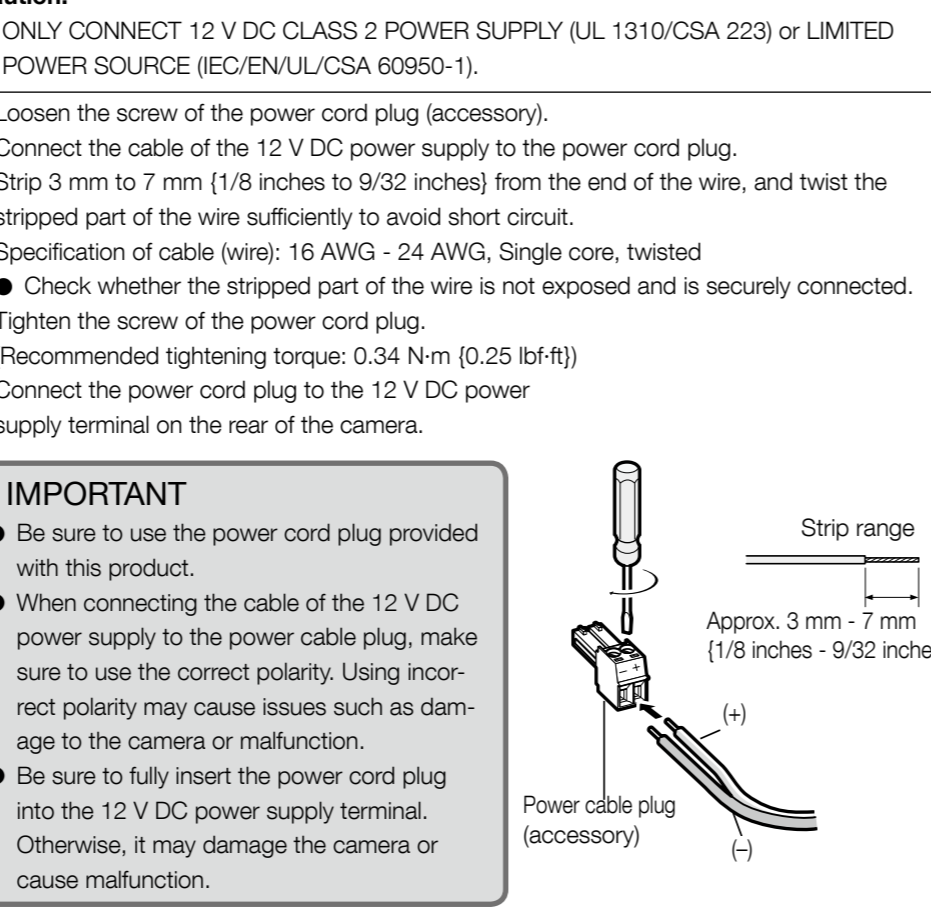 ution:
ONLY CONNECT 12 V DC CLASS 2 POWER SUPPLY (UL 1310/CSA 223) or LIMITED
POWER SOURCE (IEC/EN/UL/CSA 60950-1).
Loosen the screw of the power cord plug (accessory).
Connect the cable of the 12 V DC power supply to the power cord plug.
Strip 3 mm to 7 mm {1/8 inches to 9/32 inches} from the end of the wire, and twist the
stripped part of the wire sufficiently to avoid short circuit.
Specification of cable (wire): 16 AWG - 24 AWG, Single core, twisted
● Check whether the stripped part of the wire is not exposed and is securely connected.
Tighten the screw of the power cord plug.
Recommended tightening torque: 0.34 N·m {0.25 lbf·ft})
Connect the power cord plug to the 12 V DC power
supply terminal on the rear of the camera.
IMPORTANT
● Be sure to use the power cord plug provided
with this product.
● When connecting the cable of the 12 V DC
power supply to the power cable plug, make
sure to use the correct polarity. Using incor-
rect polarity may cause issues such as dam-
age to the camera or malfunction.
● Be sure to fully insert the power cord plug
into the 12 V DC power supply terminal.
Otherwise, it may damage the camera or
cause malfunction.
Strip range
Approx. 3 mm - 7 mm
{1/8 inches - 9/32 inche
− +
(+)
Power cable plug
(accessory)
(–)